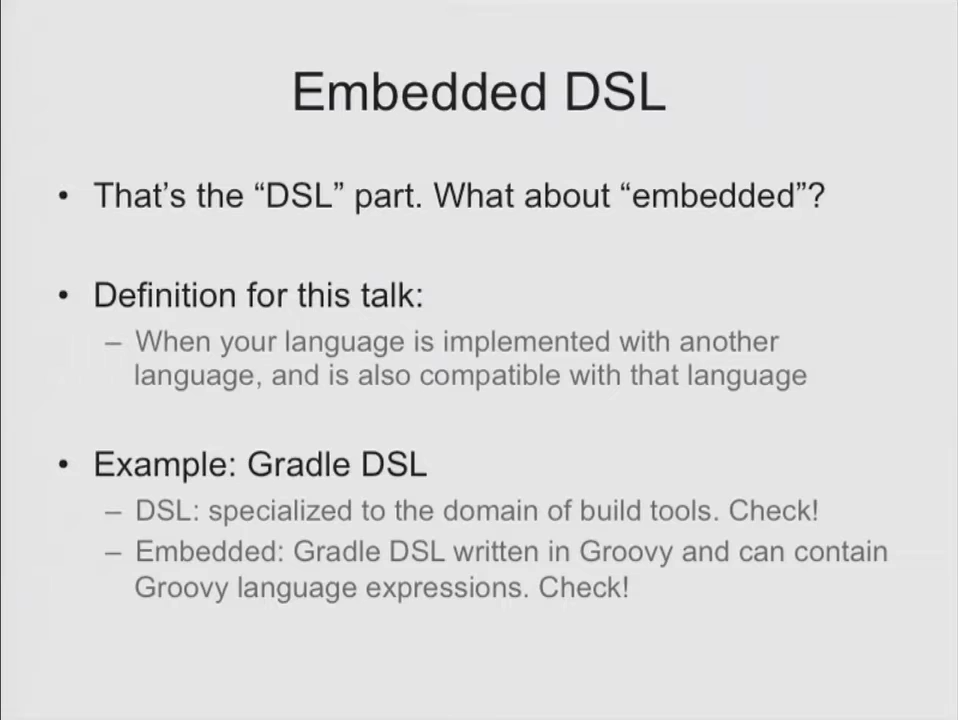 Embedded DSL
• That’s the “DSL” part. What about “embedded”?
• Definition for this talk:
– When your language is implemented with another
language, and is also compatible with that language
• Example: Gradle DSL
– DSL: specialized to the domain of build tools. Check!
– Embedded: Gradle DSL written in Groovy and can contain
Groovy language expressions. Check!